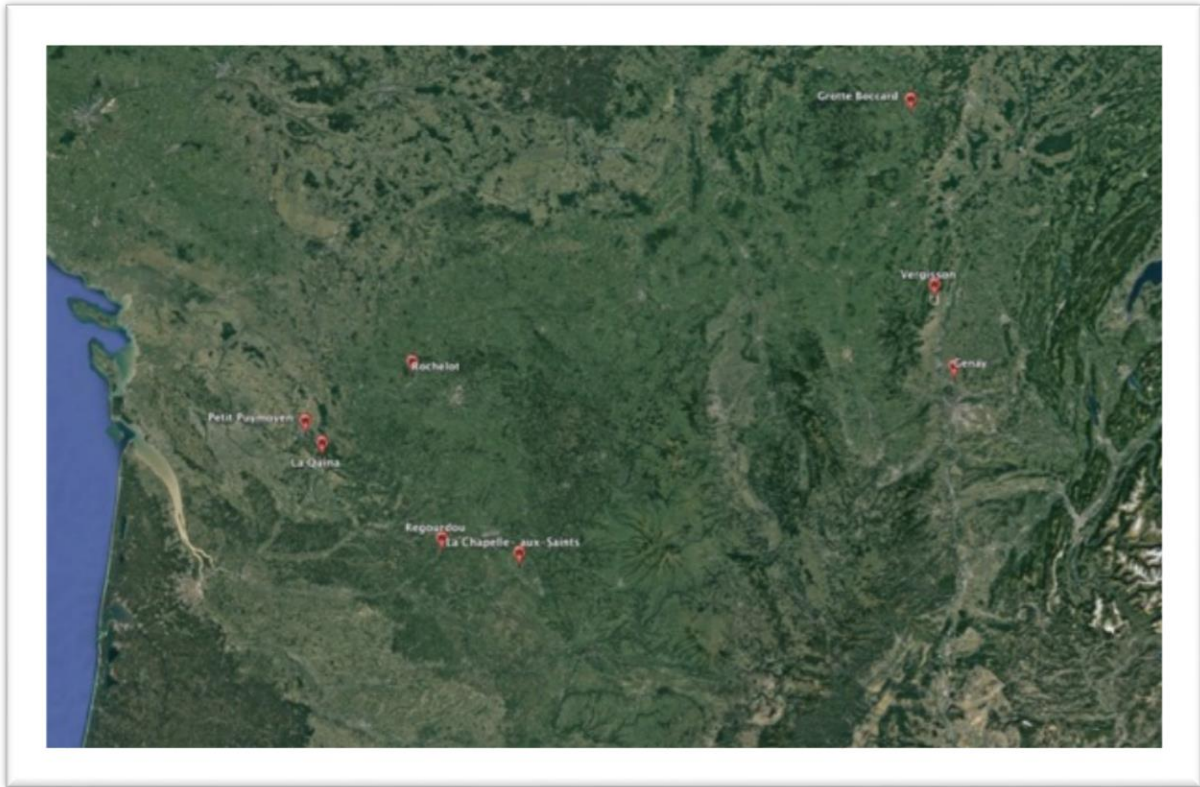 Grotte Boccard
Vergisson
Genay
Rochelot
Petit Puymoyen
La Quina
Regourdou
La Chapelle-aux-Saints